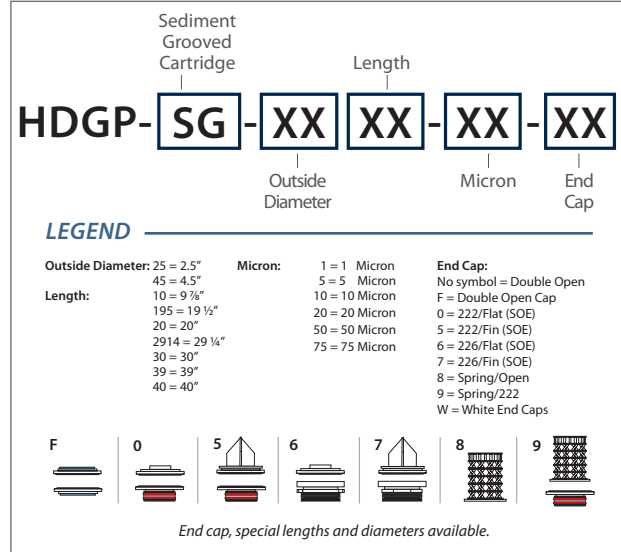 Sediment
Grooved
Cartridge
Length
HDGP- SG - XX XX - XX - XX
Outside
Diameter
Micron
End
Cap
LEGEND
Outside Diameter: 25 = 2.5"
45 = 4.5"
Length: 10 = 9 ⅞"
195 = 19 ½"
20 = 20"
2914 = 29 ¼"
30 = 30"
39 = 39"
40 = 40"
Micron: 1 = 1 Micron
5 = 5 Micron
10 = 10 Micron
20 = 20 Micron
50 = 50 Micron
75 = 75 Micron
End Cap:
No symbol = Double Open
F = Double Open Cap
0 = 222/Flat (SOE)
5 = 222/Fin (SOE)
6 = 226/Flat (SOE)
7 = 226/Fin (SOE)
8 = Spring/Open
9 = Spring/222
W = White End Caps
F 0 5 6 7 8 9
End cap, special lengths and diameters available.